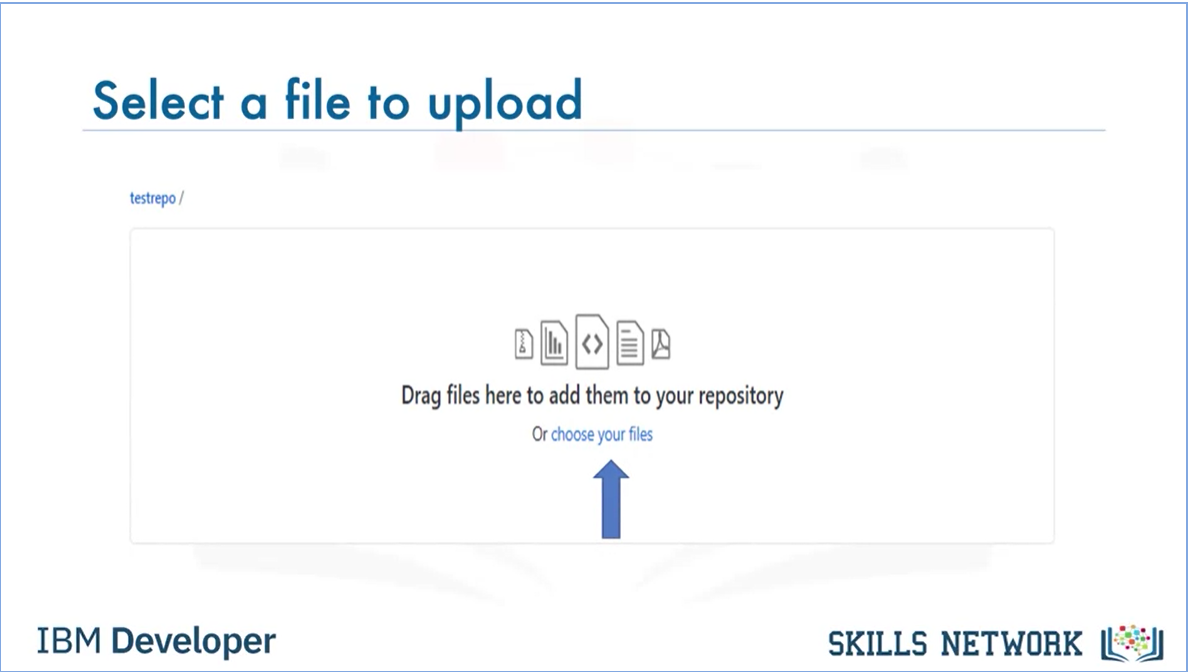 Select a file to upload
testrepo /
Drag files here to add them to your repository
Or choose your files
IBM Developer
SKILLS NETWORK